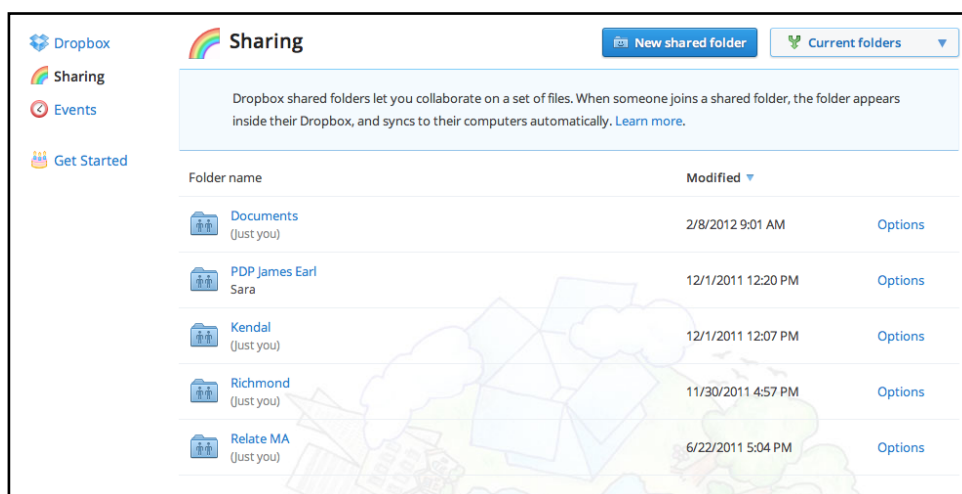 Dropbox
Sharing
Events
Get Started
Sharing
New shared folder
Current folders
Dropbox shared folders let you collaborate on a set of files. When someone joins a shared folder, the folder appears
inside their Dropbox, and syncs to their computers automatically. Learn more.
Folder name Modified
Documents
(Just you)
2/8/2012 9:01 AM Options
PDP James Earl
Sara
12/1/2011 12:20 PM Options
Kendal
(Just you)
12/1/2011 12:07 PM Options
Richmond
(Just you)
11/30/2011 4:57 PM Options
Relate MA
(Just you)
6/22/2011 5:04 PM Options